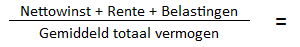 Nettowinst + Rente + Belastingen
Gemiddeld totaal vermogen
=